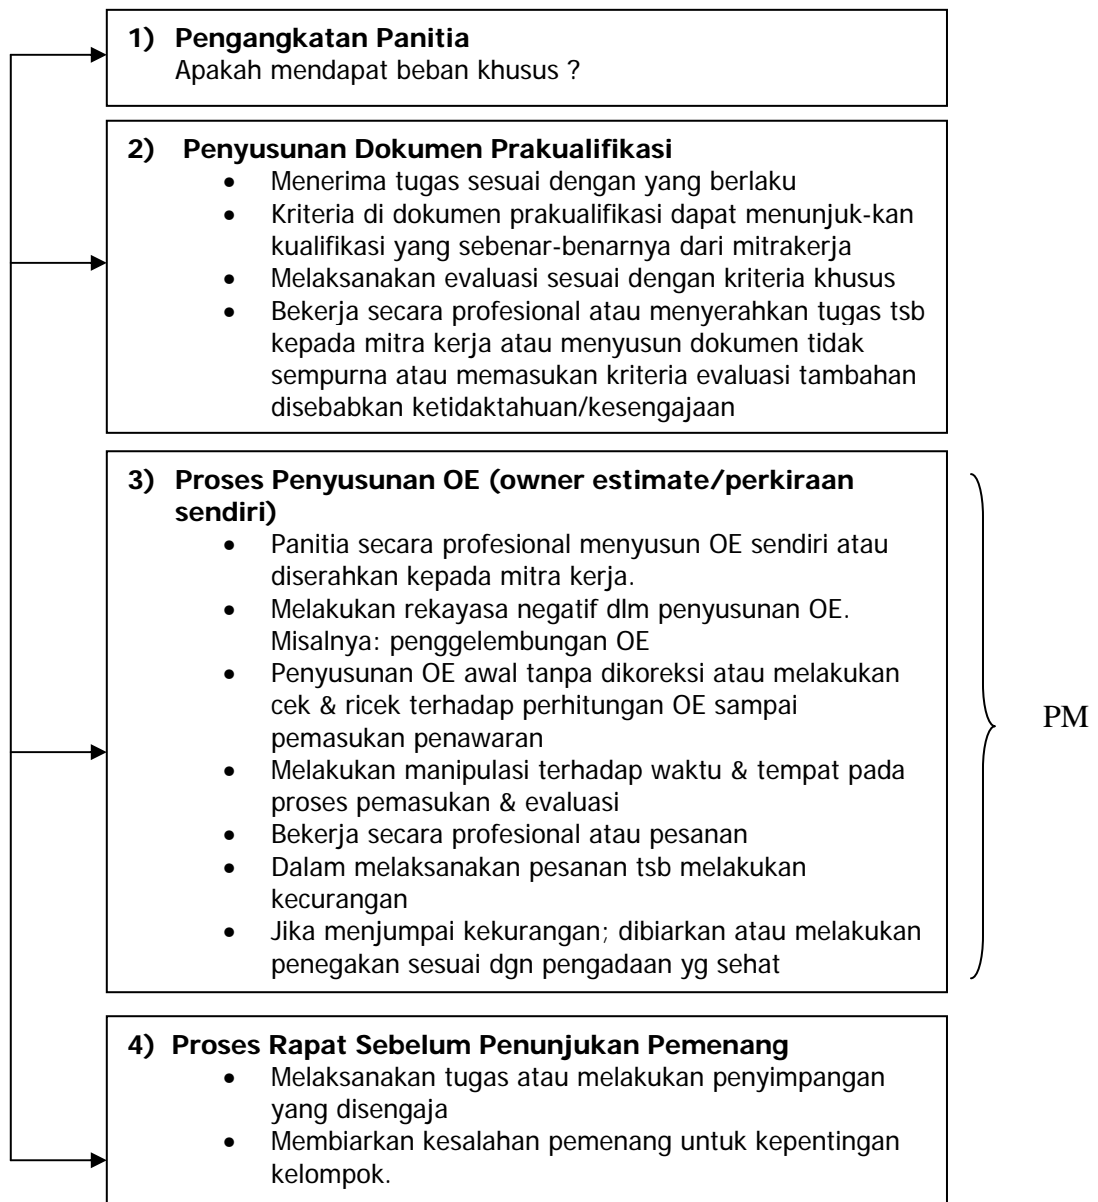 1) Pengangkatan Panitia
Apakah mendapat beban khusus ?
2) Penyusunan Dokumen Prakualifikasi
• Menerima tugas sesuai dengan yang berlaku
• Kriteria di dokumen prakualifikasi dapat menunjuk-kan
kualifikasi yang sebenar-benarnya dari mitrakerja
• Melaksanakan evaluasi sesuai dengan kriteria khusus
• Bekerja secara profesional atau menyerahkan tugas tsb
kepada mitra kerja atau menyusun dokumen tidak
sempurna atau memasukan kriteria evaluasi tambahan
disebabkan ketidaktahuan/kesengajaan
3) Proses Penyusunan OE (owner estimate/perkiraan
sendiri)
• Panitia secara profesional menyusun OE sendiri atau
diserahkan kepada mitra kerja.
• Melakukan rekayasa negatif dlm penyusunan OE.
Misalnya: penggelembungan OE
• Penyusunan OE awal tanpa dikoreksi atau melakukan
cek & ricek terhadap perhitungan OE sampai
pemasukan penawaran
• Melakukan manipulasi terhadap waktu & tempat pada
proses pemasukan & evaluasi
• Bekerja secara profesional atau pesanan
• Dalam melaksanakan pesanan tsb melakukan
kecurangan
• Jika menjumpai kekurangan; dibiarkan atau melakukan
penegakan sesuai dgn pengadaan yg sehat
PM
4) Proses Rapat Sebelum Penunjukan Pemenang
• Melaksanakan tugas atau melakukan penyimpangan
yang disengaja
• Membiarkan kesalahan pemenang untuk kepentingan
kelompok.